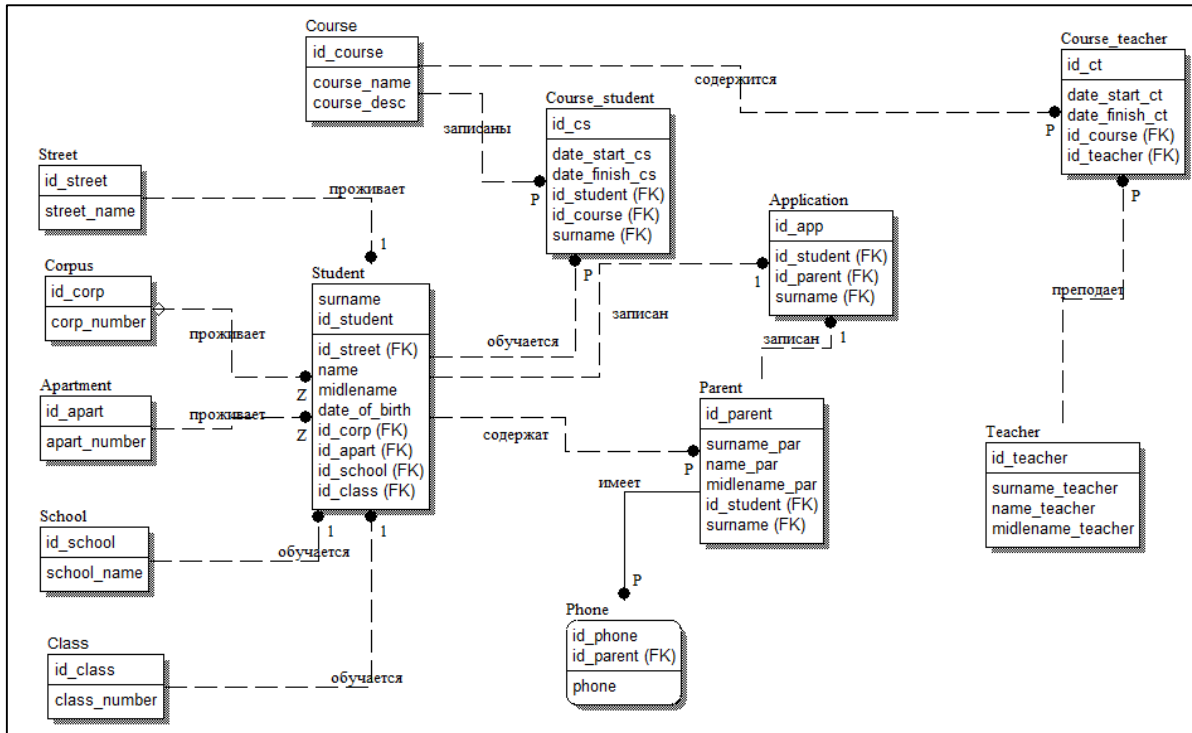 Course
id_course
course_name
course_desc
Course_teacher
id_ct
date_start_ct
date_finish_ct
id_course (FK)
id_teacher (FK)
содержится
P
Course_student
id_cs
date_start_cs
date_finish_cs
id_student (FK)
id_course (FK)
surname (FK)
записаны
P
P
Street
id_street
street_name
проживает
1
Application
id_app
id_student (FK)
id_parent (FK)
surname (FK)
P
1
Corpus
id_corp
corp_number
проживает
Z
Student
surname
id_student
id_street (FK)
name
midlename
date_of_birth
id_corp (FK)
id_apart (FK)
id_school (FK)
id_class (FK)
записан
обучается
записан
1
преподает
Apartment
id_apart
apart_number
проживает
Z
содержат
P
Parent
id_parent
surname_par
name_par
midlename_par
id_student (FK)
surname (FK)
Teacher
id_teacher
surname_teacher
name_teacher
midlename_teacher
имеет
P
School
id_school
school_name
обучается
1
1
Phone
id_phone
id_parent (FK)
phone
Class
id_class
class_number
обучается